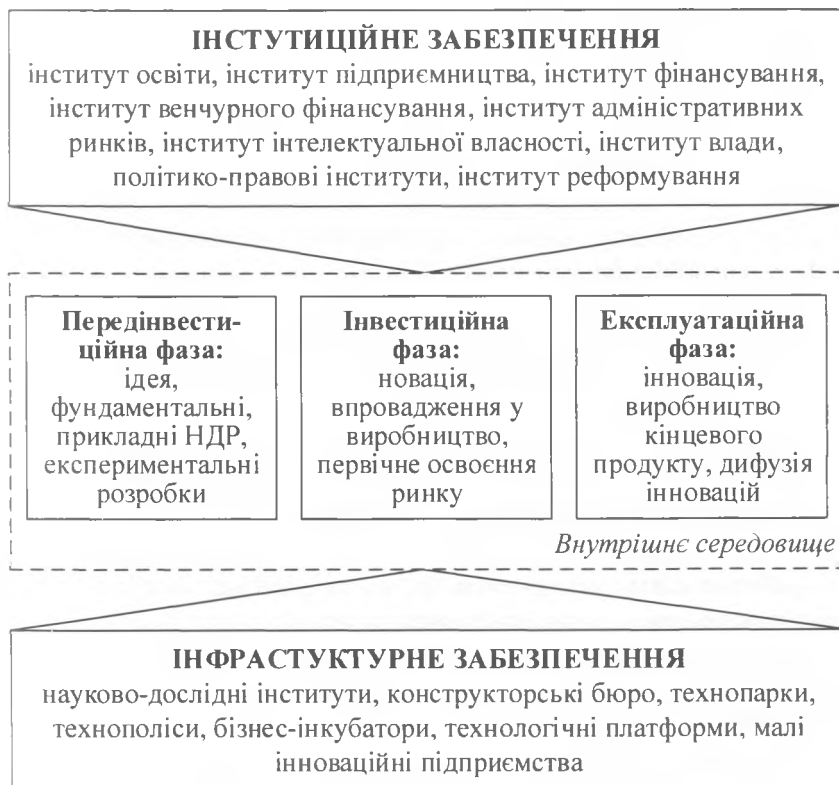 ІНСТУТИЦІЙНЕ ЗАБЕЗПЕЧЕННЯ
інститут освіти, інститут підприємництва, інститут фінансування,
інститут венчурного фінансування, інститут адміністративних
ринків, інститут інтелектуальної власності, інститут влади,
політико-правові інститути, інститут реформування
Передінвести-
ційна фаза:
ідея,
фундаментальні,
прикладні НДР,
експериментальні
розробки
Інвестиційна
фаза:
новація,
впровадження у
виробництво,
первічне освоєння
ринку
Експлуатаційна
фаза:
інновація,
виробництво
кінцевого
продукту, дифузія
інновацій
Внутрішнє середовище
ІНФРАСТУКТУРНЕ ЗАБЕЗПЕЧЕННЯ
науково-дослідні інститути, конструкторські бюро, технопарки,
технополіси, бізнес-інкубатори, технологічні платформи, малі
інноваційні підприємства